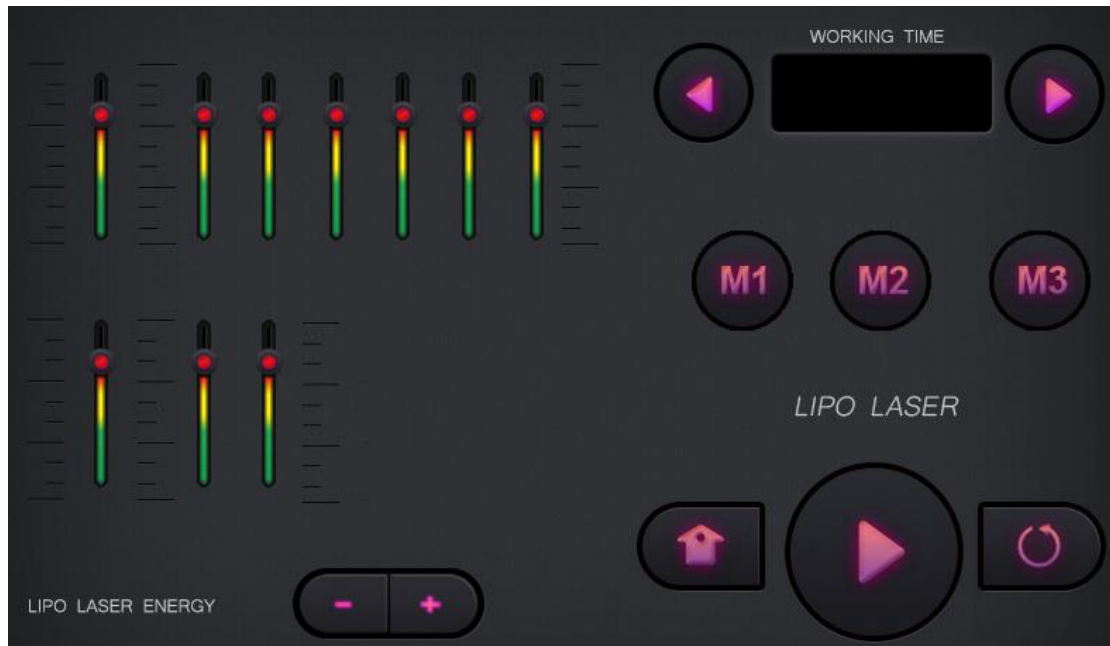 WORKING TIME
M1 M2 M3
LIPO LASER
LIPO LASER ENERGY - +